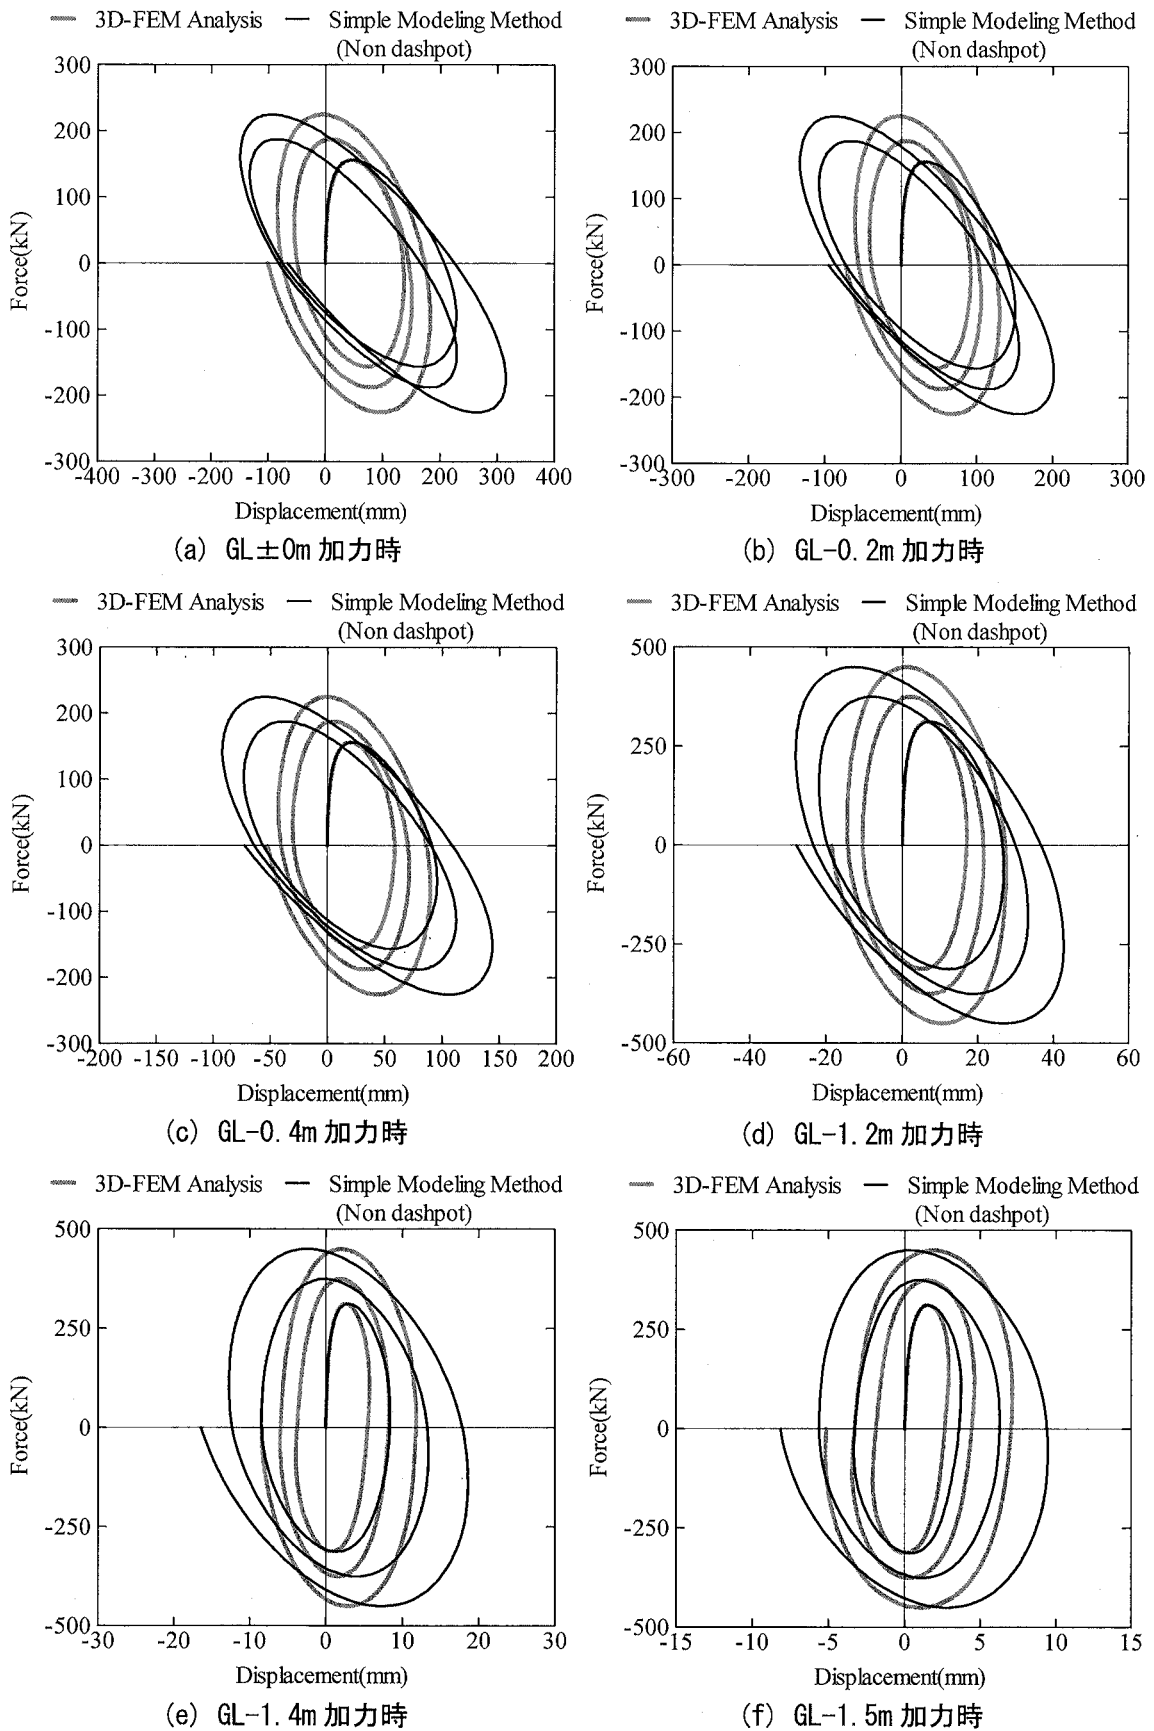 3D-FEM Analysis Simple Modeling Method
(Non dashpot)
300
200
100
0
-100
-200
-300
Force(kN)
-400 -300 -200 -100 0 100 200 300 400
Displacement(mm)
(a) GL±0m 加力時
3D-FEM Analysis Simple Modeling Method
(Non dashpot)
300
200
100
0
-100
-200
-300
Force(kN)
-300 -200 -100 0 100 200 300
Displacement(mm)
(b) GL-0.2m 加力時
3D-FEM Analysis Simple Modeling Method
(Non dashpot)
300
200
100
0
-100
-200
-300
Force(kN)
-200 -150 -100 -50 0 50 100 150 200
Displacement(mm)
(c) GL-0.4m 加力時
3D-FEM Analysis Simple Modeling Method
(Non dashpot)
500
250
0
-250
-500
Force(kN)
-60 -40 -20 0 20 40 60
Displacement(mm)
(d) GL-1.2m 加力時
3D-FEM Analysis Simple Modeling Method
(Non dashpot)
500
250
0
-250
-500
Force(kN)
-30 -20 -10 0 10 20 30
Displacement(mm)
(e) GL-1.4m 加力時
3D-FEM Analysis Simple Modeling Method
(Non dashpot)
500
250
0
-250
-500
Force(kN)
-15 -10 -5 0 5 10 15
Displacement(mm)
(f) GL-1.5m 加力時